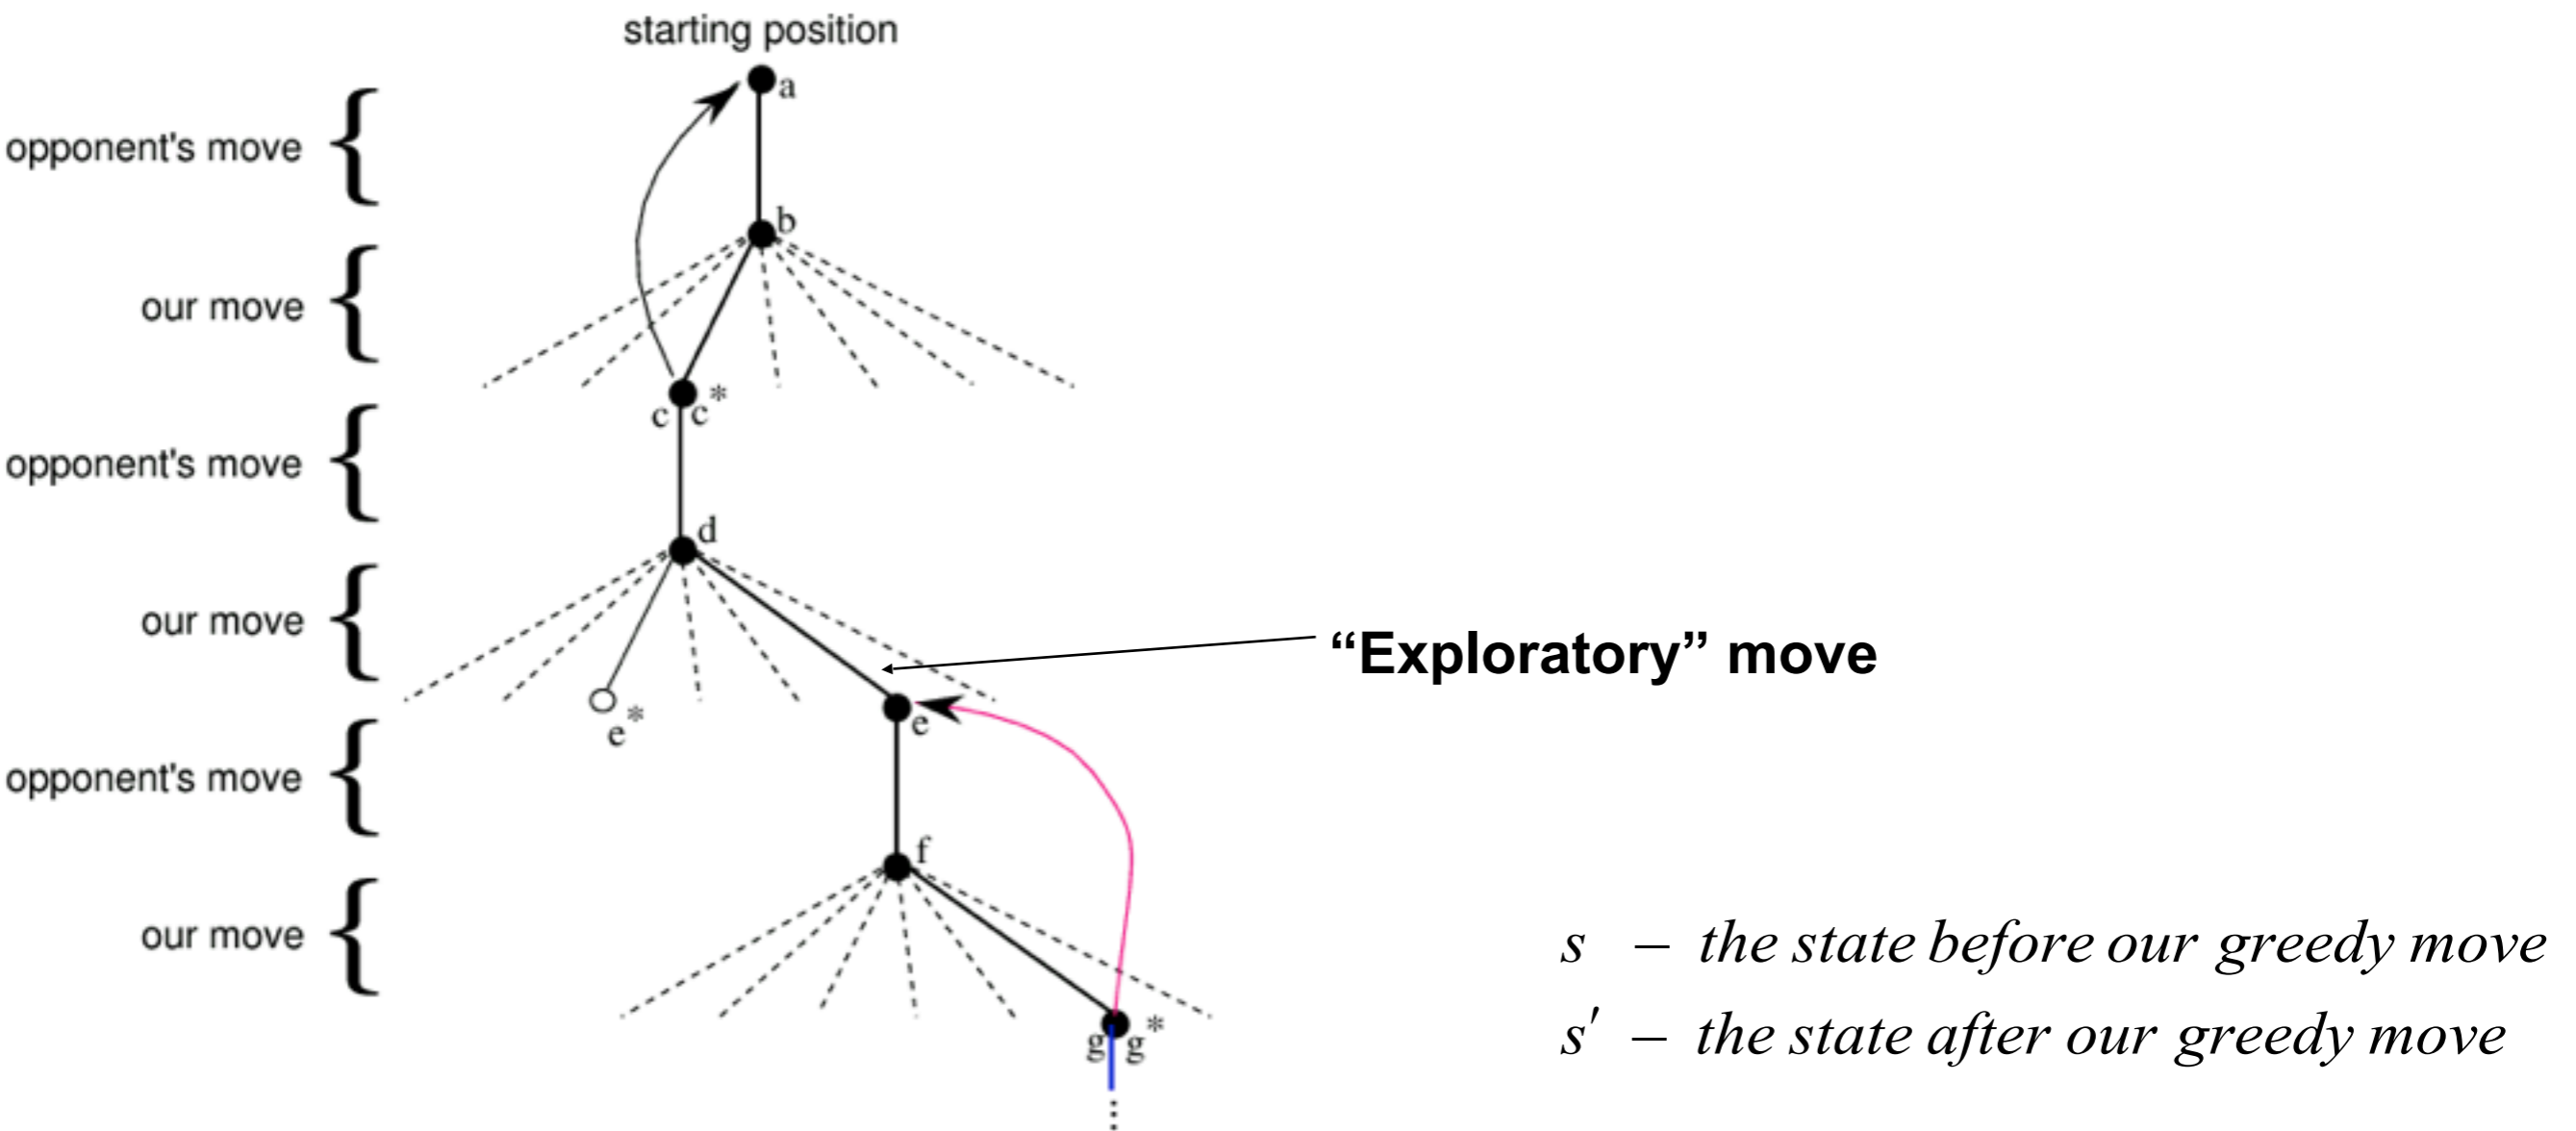 starting position
a
opponent's move {
b
our move {
c c*
opponent's move {
d
our move {
“Exploratory” move
e*
e
opponent's move {
f
our move {
g g*
s – the state before our greedy move
s′ – the state after our greedy move